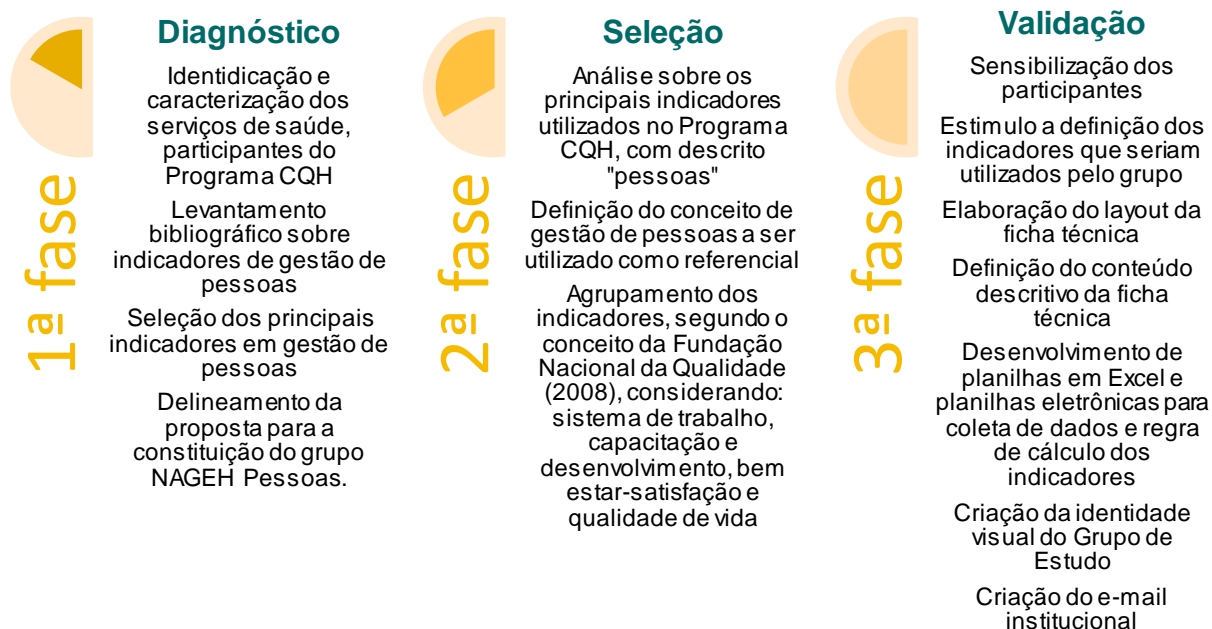 1ª fase
Diagnóstico
Identidicação e
caracterização dos
serviços de saúde,
participantes do
Programa CQH
Levantamento
bibliográfico sobre
indicadores de gestão de
pessoas
Seleção dos principais
indicadores em gestão de
pessoas
Delineamento da
proposta para a
constituição do grupo
NAGEH Pessoas.
2ª fase
Seleção
Análise sobre os
principais indicadores
utilizados no Programa
CQH, com descrito
"pessoas"
Definição do conceito de
gestão de pessoas a ser
utilizado como referencial
Agrupamento dos
indicadores, segundo o
conceito da Fundação
Nacional da Qualidade
(2008), considerando:
sistema de trabalho,
capacitação e
desenvolvimento, bem
estar-satisfação e
qualidade de vida
3ª fase
Validação
Sensibilização dos
participantes
Estimulo a definição dos
indicadores que seriam
utilizados pelo grupo
Elaboração do layout da
ficha técnica
Definição do conteúdo
descritivo da ficha
técnica
Desenvolvimento de
planilhas em Excel e
planilhas eletrônicas para
coleta de dados e regra
de cálculo dos
indicadores
Criação da identidade
visual do Grupo de
Estudo
Criação do e-mail
institucional